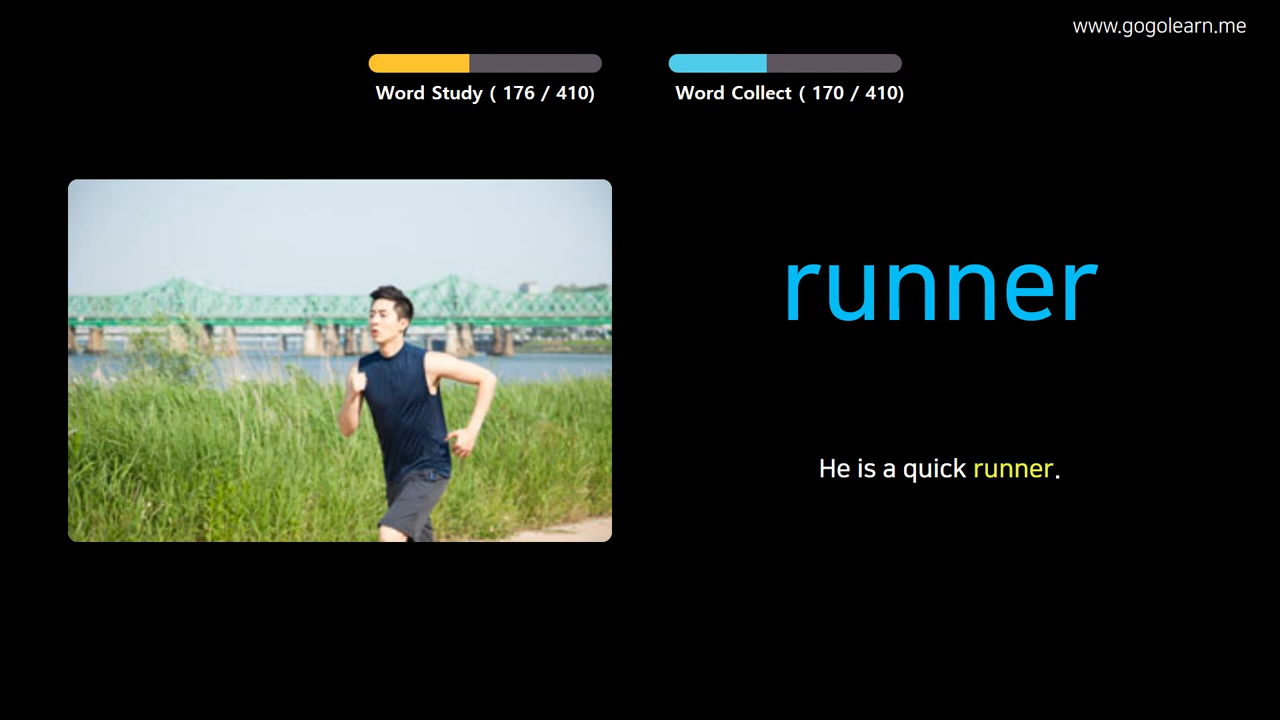 www.gogolearn.me
Word Study ( 176 / 410)
Word Collect ( 170 / 410)
runner
He is a quick runner.